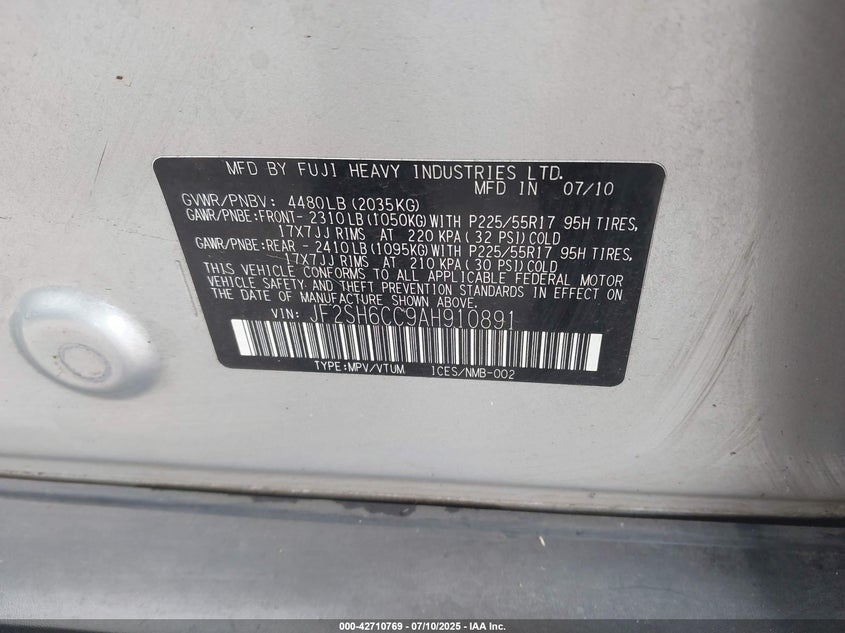 MFD BY FUJI HEAVY INDUSTRIES LTD.
MFD IN 07/10
GVWR/PNBV: 4480LB (2035KG)
GAWR/PNBE:FRONT- 2310LB (1050KG) WITH P225/55R17 95H TIRES,
17X7JJ RIMS AT 220 KPA (32 PSI) COLD
GAWR/PNBE:REAR - 2410LB (1095KG) WITH P225/55R17 95H TIRES,
17X7JJ RIMS AT 210 KPA (30 PSI) COLD
THIS VEHICLE CONFORMS TO ALL APPLICABLE FEDERAL MOTOR
VEHICLE SAFETY AND THEFT PREVENTION STANDARDS IN EFFECT ON
THE DATE OF MANUFACTURE SHOWN ABOVE.
VIN: JF2SH6CC9AH910891
TYPE:MPV/VTUM ICES/NMB-002
000-42710769 - 07/10/2025 - IAA Inc.